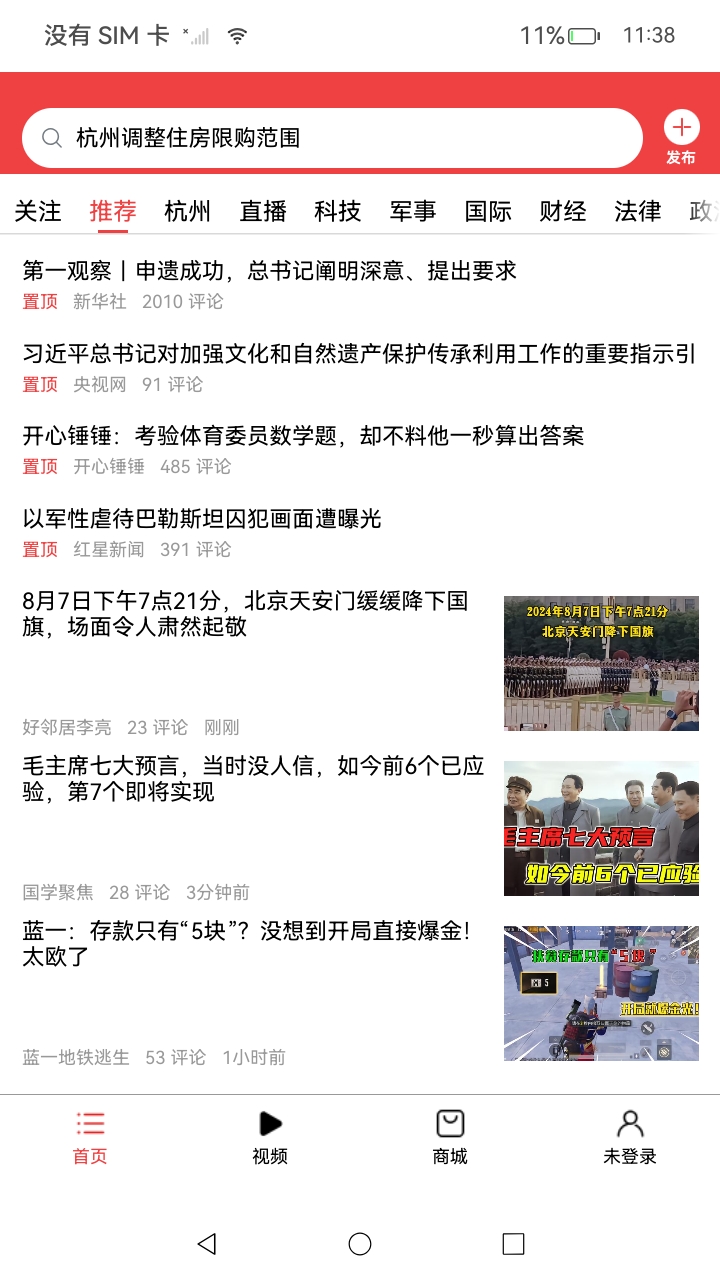 没有 SIM 卡
11%
11:38
杭州调整住房限购范围
发布
关注 推荐 杭州 直播 科技 军事 国际 财经 法律 政
第一观察丨申遗成功，总书记阐明深意、提出要求
置顶 新华社 2010 评论
习近平总书记对加强文化和自然遗产保护传承利用工作的重要指示引
置顶 央视网 91 评论
开心锤锤：考验体育委员数学题，却不料他一秒算出答案
置顶 开心锤锤 485 评论
以军性虐待巴勒斯坦囚犯画面遭曝光
置顶 红星新闻 391 评论
8月7日下午7点21分，北京天安门缓缓降下国
旗，场面令人肃然起敬
2024年8月7日下午7点21分
北京天安门降下国旗
好邻居李亮 23 评论 刚刚
毛主席七大预言，当时没人信，如今前6个已应
验，第7个即将实现
毛主席七大预言
如今前6个已应验
国学聚焦 28 评论 3分钟前
蓝一：存款只有“5块”？没想到开局直接爆金！
太欧了
我的存款只有“5块”
5
蓝一地铁逃生 53 评论 1小时前
首页 视频 商城 未登录